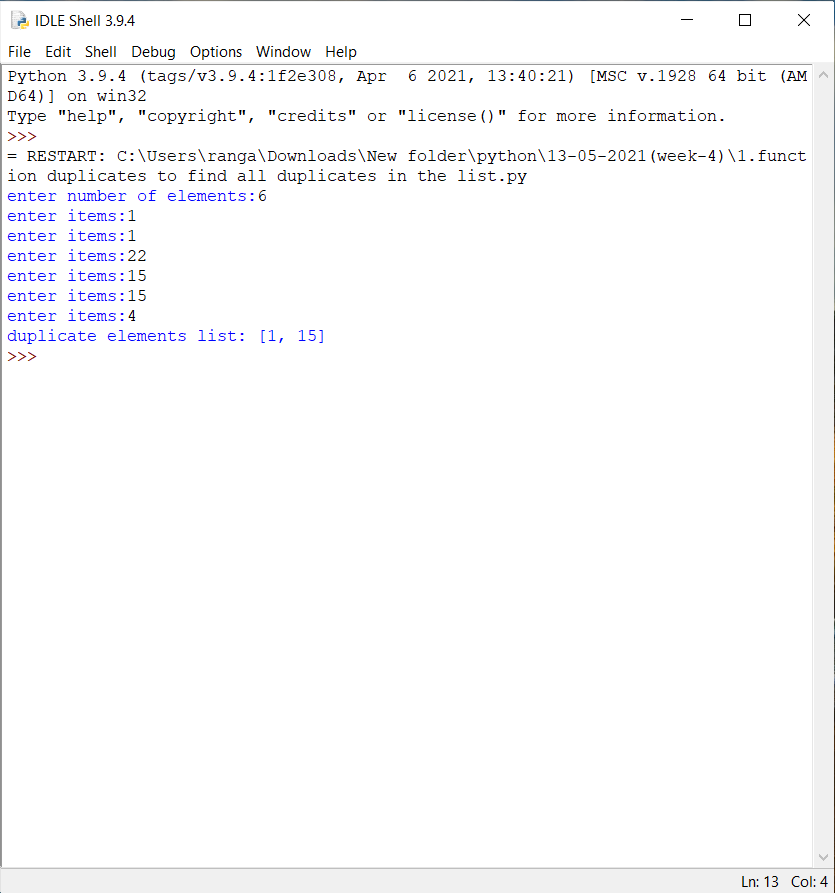 IDLE Shell 3.9.4
File Edit Shell Debug Options Window Help
Python 3.9.4 (tags/v3.9.4:1f2e308, Apr  6 2021, 13:40:21) [MSC v.1928 64 bit (AM
D64)] on win32
Type "help", "copyright", "credits" or "license()" for more information.
>>>
= RESTART: C:\Users\ranga\Downloads\New folder\python\13-05-2021(week-4)\1.funct
ion duplicates to find all duplicates in the list.py
enter number of elements:6
enter items:1
enter items:1
enter items:22
enter items:15
enter items:15
enter items:4
duplicate elements list: [1, 15]
>>>
Ln: 13 Col: 4